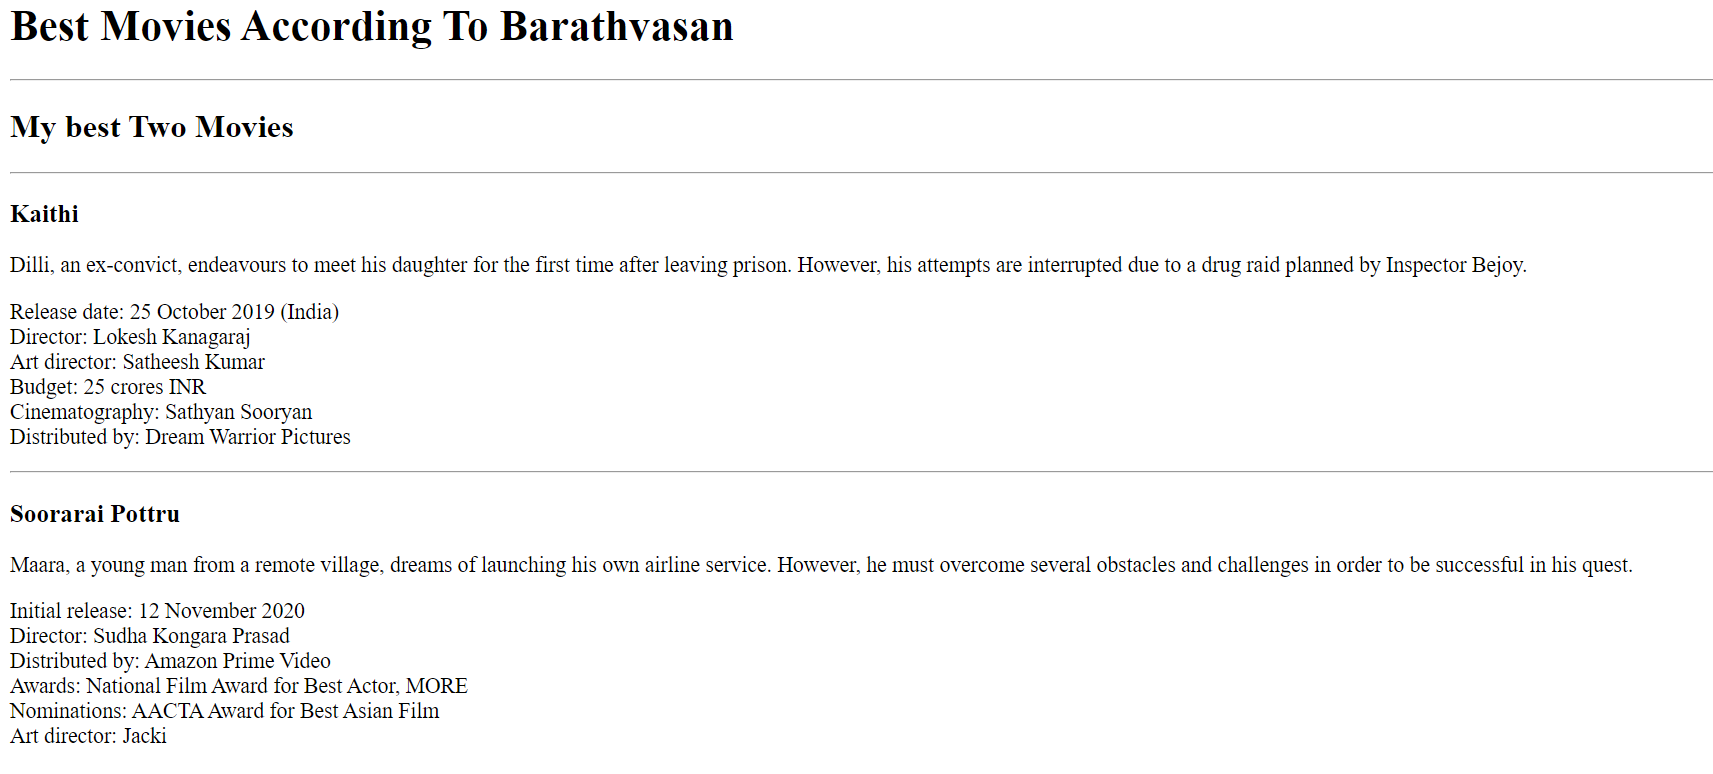 Best Movies According To Barathvasan
My best Two Movies
Kaithi
Dilli, an ex-convict, endeavours to meet his daughter for the first time after leaving prison. However, his attempts are interrupted due to a drug raid planned by Inspector Bejoy.
Release date: 25 October 2019 (India)
Director: Lokesh Kanagaraj
Art director: Satheesh Kumar
Budget: 25 crores INR
Cinematography: Sathyan Sooryan
Distributed by: Dream Warrior Pictures
Soorarai Pottru
Maara, a young man from a remote village, dreams of launching his own airline service. However, he must overcome several obstacles and challenges in order to be successful in his quest.
Initial release: 12 November 2020
Director: Sudha Kongara Prasad
Distributed by: Amazon Prime Video
Awards: National Film Award for Best Actor, MORE
Nominations: AACTA Award for Best Asian Film
Art director: Jacki